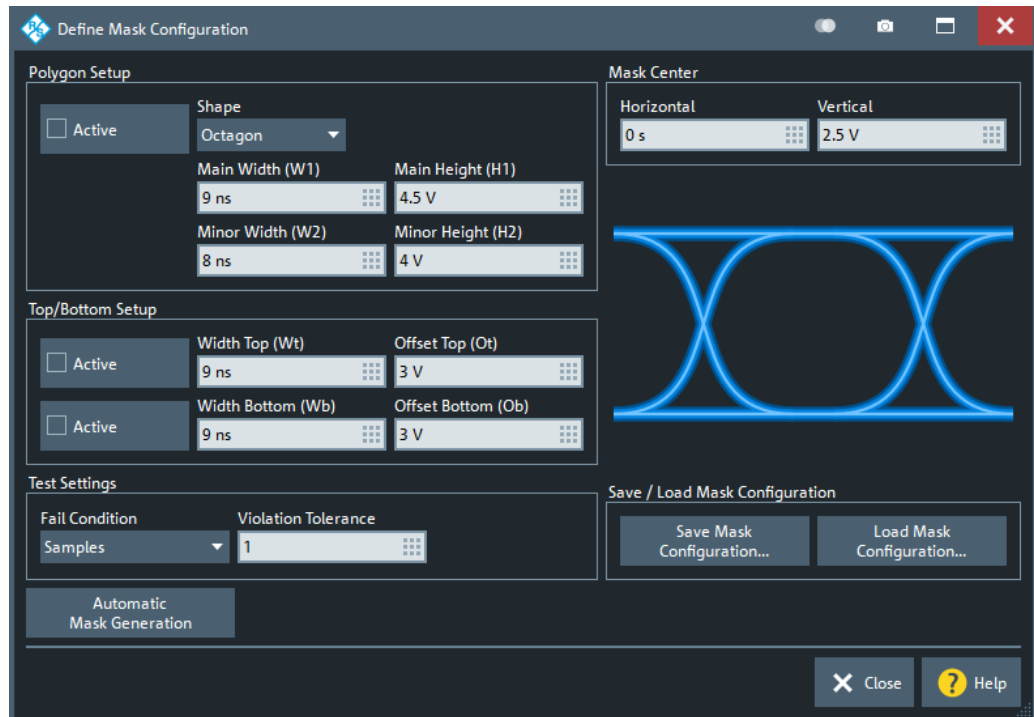 Define Mask Configuration
Polygon Setup
Active
Shape
Octagon
Main Width (W1)
Main Height (H1)
9 ns
4.5 V
Minor Width (W2)
Minor Height (H2)
8 ns
4 V
Mask Center
Horizontal
Vertical
0 s
2.5 V
Top/Bottom Setup
Active
Width Top (Wt)
Offset Top (Ot)
9 ns
3 V
Active
Width Bottom (Wb)
Offset Bottom (Ob)
9 ns
3 V
Test Settings
Fail Condition
Violation Tolerance
Samples
1
Save / Load Mask Configuration
Save Mask
Configuration...
Load Mask
Configuration...
Automatic
Mask Generation
Close
? Help